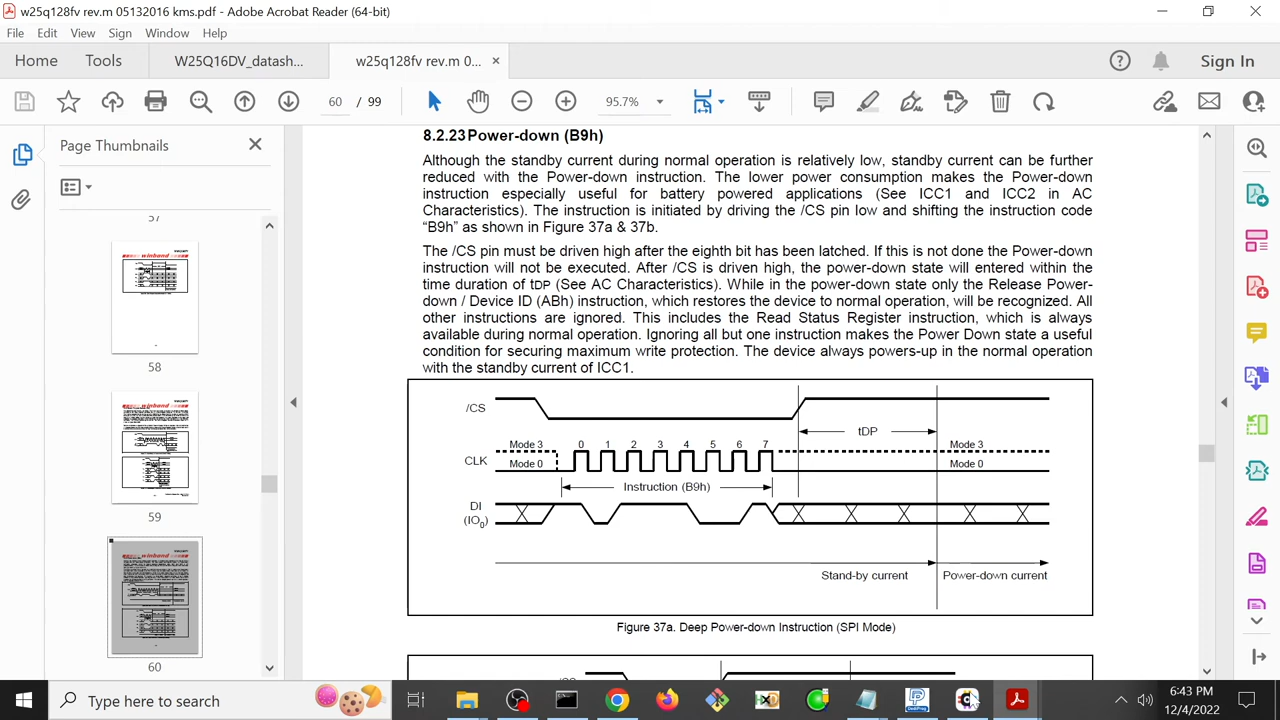 w25q128fv rev.m 05132016 kms.pdf - Adobe Acrobat Reader (64-bit)
File Edit View Sign Window Help
Home Tools W25Q16DV_datash... w25q128fv rev.m 0... × Sign In
60 / 99 95.7%
Page Thumbnails
57
58
59
60
8.2.23 Power-down (B9h)
Although the standby current during normal operation is relatively low, standby current can be further
reduced with the Power-down instruction. The lower power consumption makes the Power-down
instruction especially useful for battery powered applications (See ICC1 and ICC2 in AC
Characteristics). The instruction is initiated by driving the /CS pin low and shifting the instruction code
“B9h” as shown in Figure 37a & 37b.
The /CS pin must be driven high after the eighth bit has been latched. If this is not done the Power-down
instruction will not be executed. After /CS is driven high, the power-down state will entered within the
time duration of tDP (See AC Characteristics). While in the power-down state only the Release Power-
down / Device ID (ABh) instruction, which restores the device to normal operation, will be recognized. All
other instructions are ignored. This includes the Read Status Register instruction, which is always
available during normal operation. Ignoring all but one instruction makes the Power Down state a useful
condition for securing maximum write protection. The device always powers-up in the normal operation
with the standby current of ICC1.
/CS
tDP
Mode 3 0 1 2 3 4 5 6 7 Mode 3
CLK Mode 0 Mode 0
Instruction (B9h)
DI
(IO0)
Stand-by current Power-down current
Figure 37a. Deep Power-down Instruction (SPI Mode)
Type here to search
6:43 PM
12/4/2022